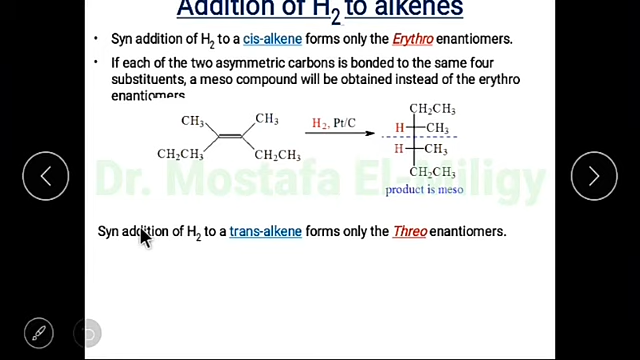 Addition of H2 to alkenes
• Syn addition of H2 to a cis-alkene forms only the Erythro enantiomers.
• If each of the two asymmetric carbons is bonded to the same four
substituents, a meso compound will be obtained instead of the erythro
enantiomers
CH3 CH3 H2, Pt/C CH2CH3
H CH3
H CH3
CH2CH3 CH2CH3 CH2CH3
product is meso
Dr. Mostafa El-Miligy
Syn addition of H2 to a trans-alkene forms only the Threo enantiomers.